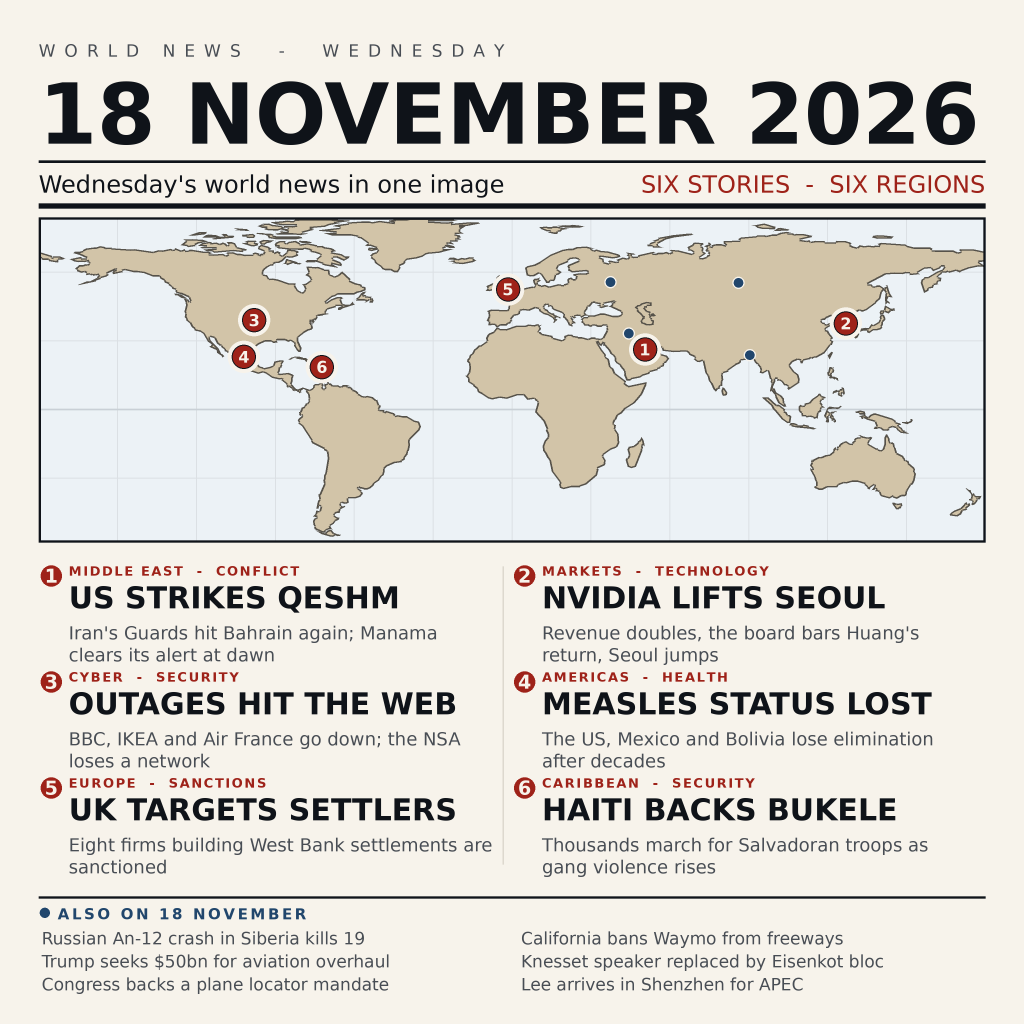 WORLD NEWS - WEDNESDAY
18 NOVEMBER 2026
Wednesday's world news in one image
SIX STORIES - SIX REGIONS
5
3
2
4
1
6
1 MIDDLE EAST - CONFLICT
US STRIKES QESHM
Iran's Guards hit Bahrain again; Manama
clears its alert at dawn
2 MARKETS - TECHNOLOGY
NVIDIA LIFTS SEOUL
Revenue doubles, the board bars Huang's
return, Seoul jumps
3 CYBER - SECURITY
OUTAGES HIT THE WEB
BBC, IKEA and Air France go down; the NSA
loses a network
4 AMERICAS - HEALTH
MEASLES STATUS LOST
The US, Mexico and Bolivia lose elimination
after decades
5 EUROPE - SANCTIONS
UK TARGETS SETTLERS
Eight firms building West Bank settlements are
sanctioned
6 CARIBBEAN - SECURITY
HAITI BACKS BUKELE
Thousands march for Salvadoran troops as
gang violence rises
ALSO ON 18 NOVEMBER
Russian An-12 crash in Siberia kills 19
Trump seeks $50bn for aviation overhaul
Congress backs a plane locator mandate
California bans Waymo from freeways
Knesset speaker replaced by Eisenkot bloc
Lee arrives in Shenzhen for APEC